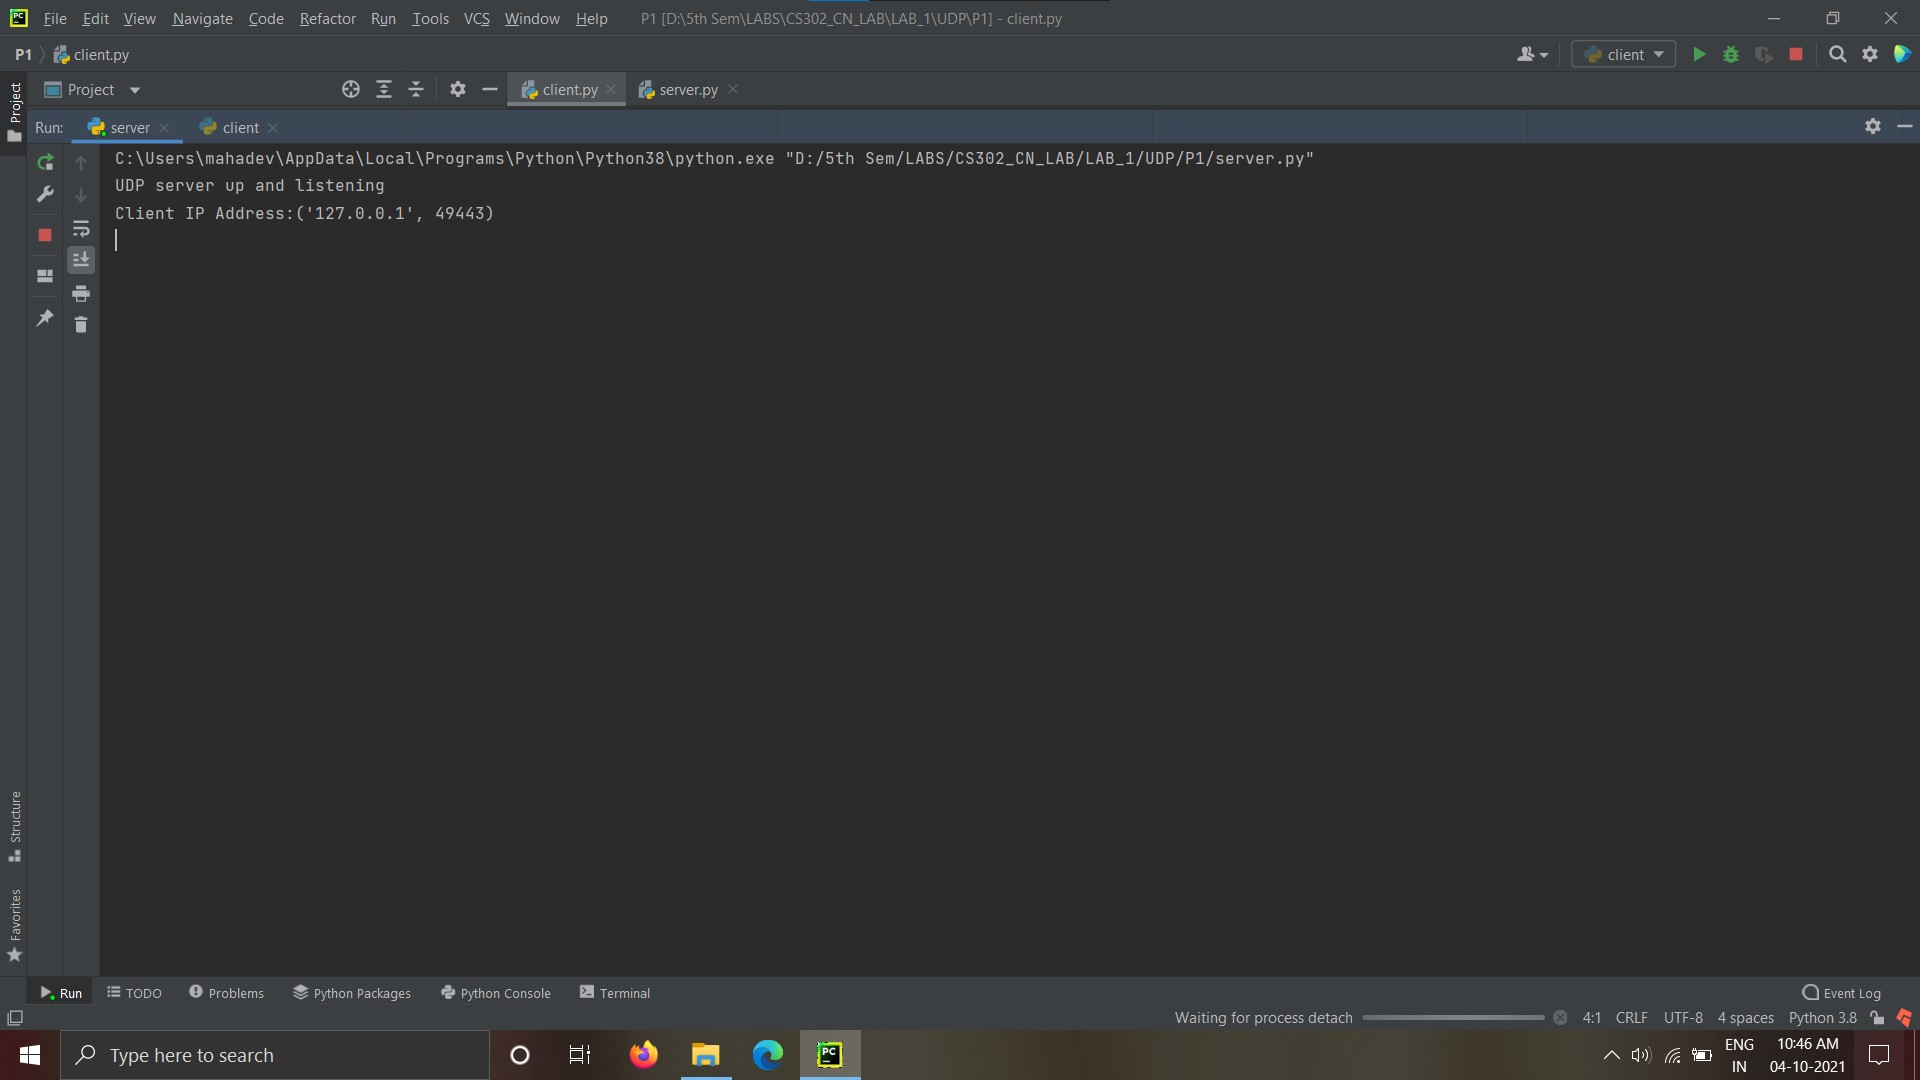 File Edit View Navigate Code Refactor Run Tools VCS Window Help P1 [D:\5th Sem\LABS\CS302_CN_LAB\LAB_1\UDP\P1] - client.py
P1 client.py client
Project client.py server.py
Run: server client
C:\Users\mahadev\AppData\Local\Programs\Python\Python38\python.exe "D:/5th Sem/LABS/CS302_CN_LAB/LAB_1/UDP/P1/server.py"
UDP server up and listening
Client IP Address:('127.0.0.1', 49443)
Project
Structure
Favorites
Run TODO Problems Python Packages Python Console Terminal Event Log
Waiting for process detach 4:1 CRLF UTF-8 4 spaces Python 3.8
Type here to search
ENG
IN
10:46 AM
04-10-2021